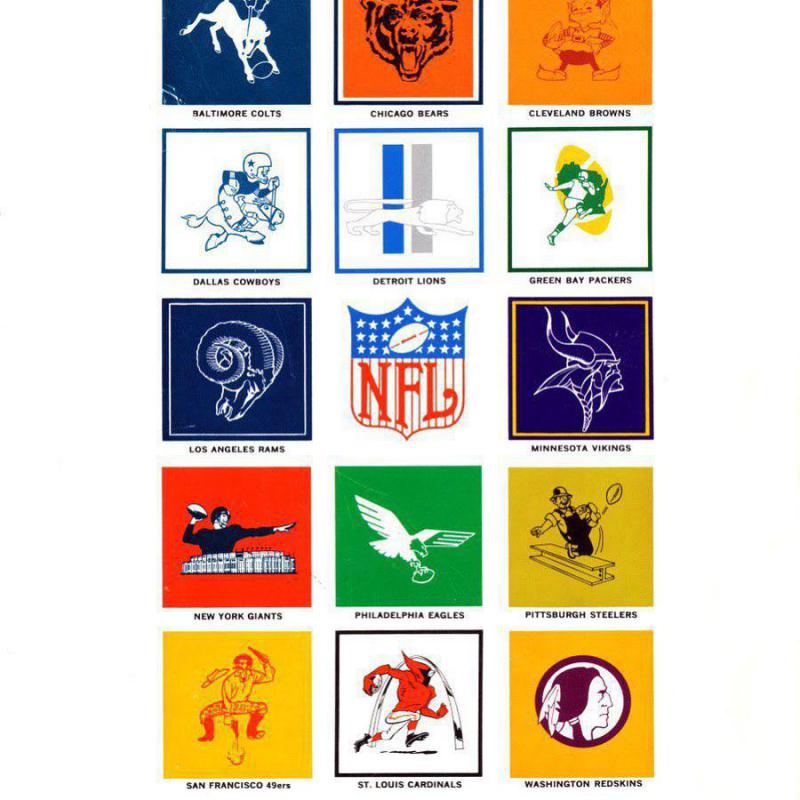 BALTIMORE COLTS
CHICAGO BEARS
CLEVELAND BROWNS
DALLAS COWBOYS
DETROIT LIONS
GREEN BAY PACKERS
NFL
LOS ANGELES RAMS
MINNESOTA VIKINGS
NEW YORK GIANTS
PHILADELPHIA EAGLES
PITTSBURGH STEELERS
SAN FRANCISCO 49ers
ST. LOUIS CARDINALS
WASHINGTON REDSKINS